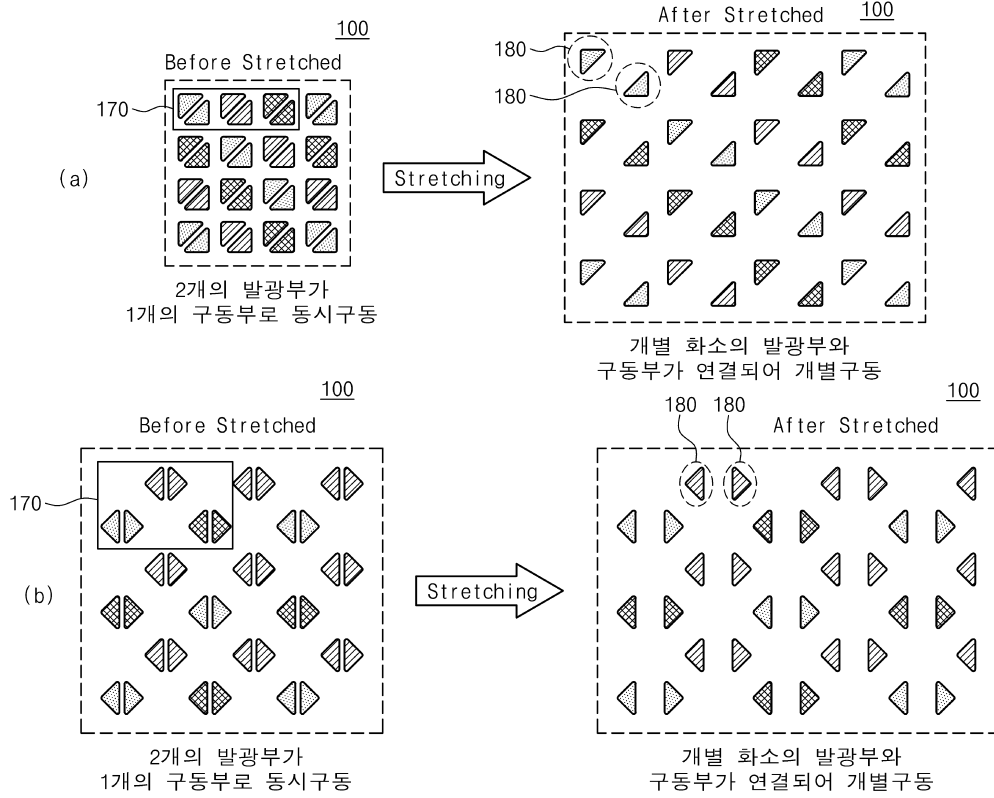 After Stretched
100
100
Before Stretched
180
180
170
(a)
Stretching
2개의 발광부가
1개의 구동부로 동시구동
개별 화소의 발광부와
구동부가 연결되어 개별구동
100
100
Before Stretched
180
180
After Stretched
170
(b)
Stretching
2개의 발광부가
1개의 구동부로 동시구동
개별 화소의 발광부와
구동부가 연결되어 개별구동